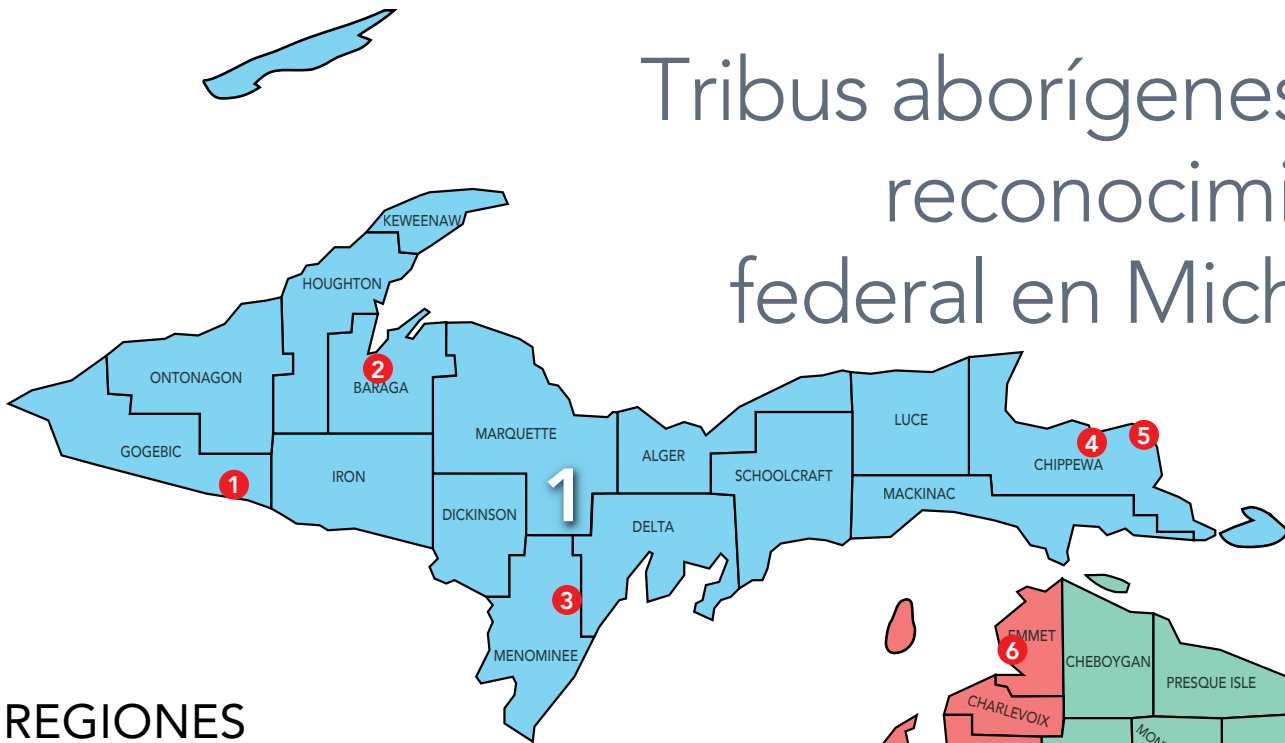 Tribus aborígenes
reconocimi
federal en Mich
KEWEENAW
HOUGHTON
ONTONAGON
2
BARAGA
GOGEBIC
1
IRON
MARQUETTE
1
DICKINSON
ALGER
SCHOOLCRAFT
DELTA
LUCE
MACKINAC
4
5
CHIPPEWA
3
MENOMINEE
EMMET
6
CHEBOYGAN
PRESQUE ISLE
CHARLEVOIX
MON
REGIONES